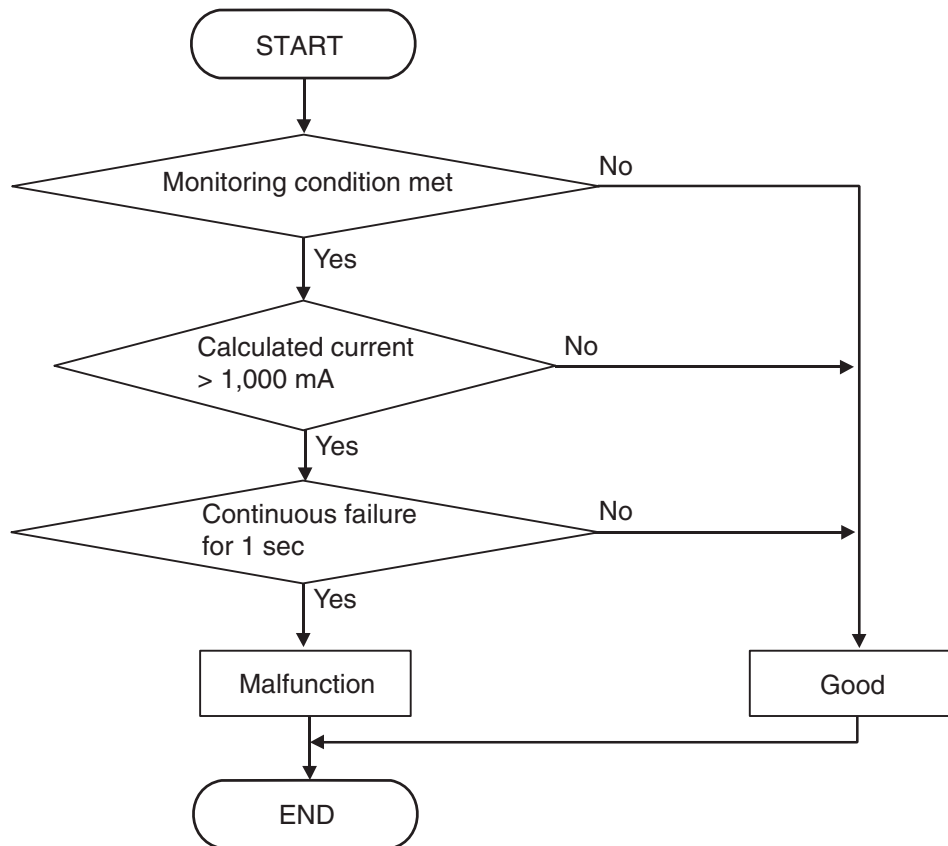 START
Monitoring condition met
No
Yes
Calculated current
> 1,000 mA
No
Yes
Continuous failure
for 1 sec
No
Yes
Malfunction
Good
END